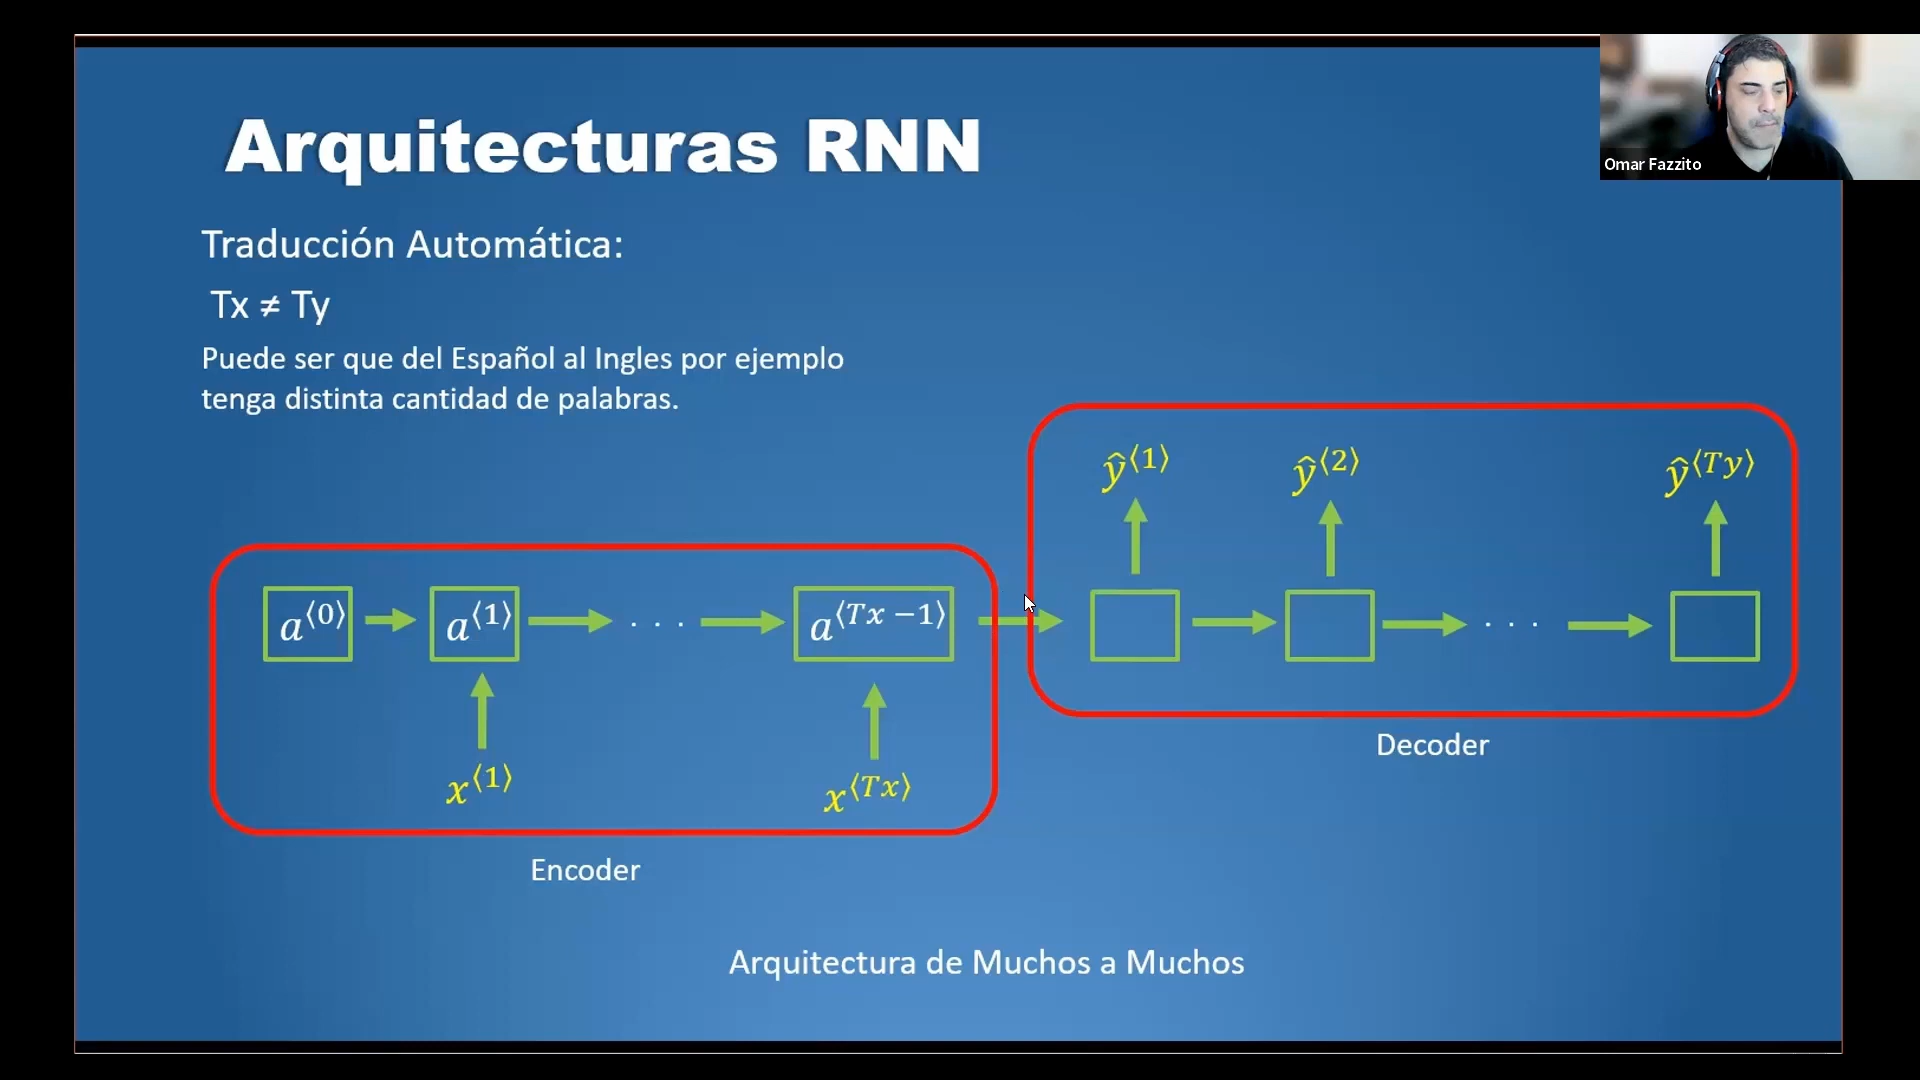 Arquitecturas RNN
Omar Fazzito
Traducción Automática:
Tx ≠ Ty
Puede ser que del Español al Ingles por ejemplo
tenga distinta cantidad de palabras.
ŷ⟨1⟩ ŷ⟨2⟩ ŷ⟨Ty⟩
a⟨0⟩ a⟨1⟩ . . . a⟨Tx −1⟩ . . .
x⟨1⟩ x⟨Tx⟩
Decoder
Encoder
Arquitectura de Muchos a Muchos